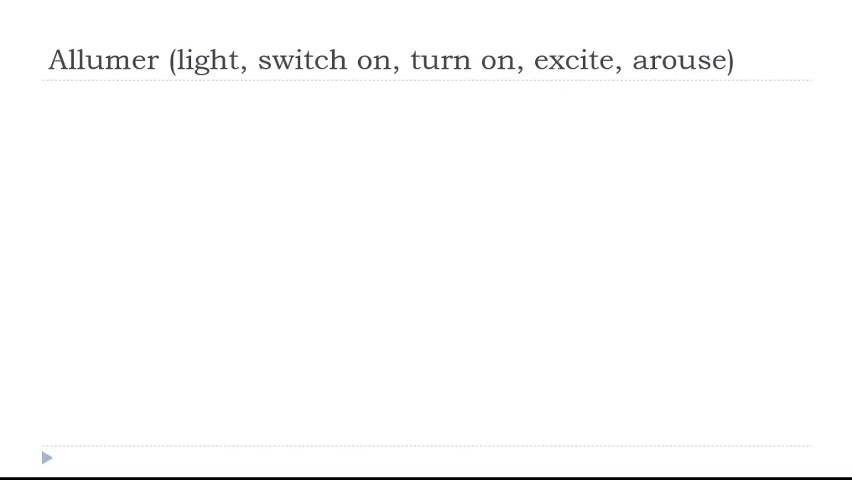 Allumer (light, switch on, turn on, excite, arouse)